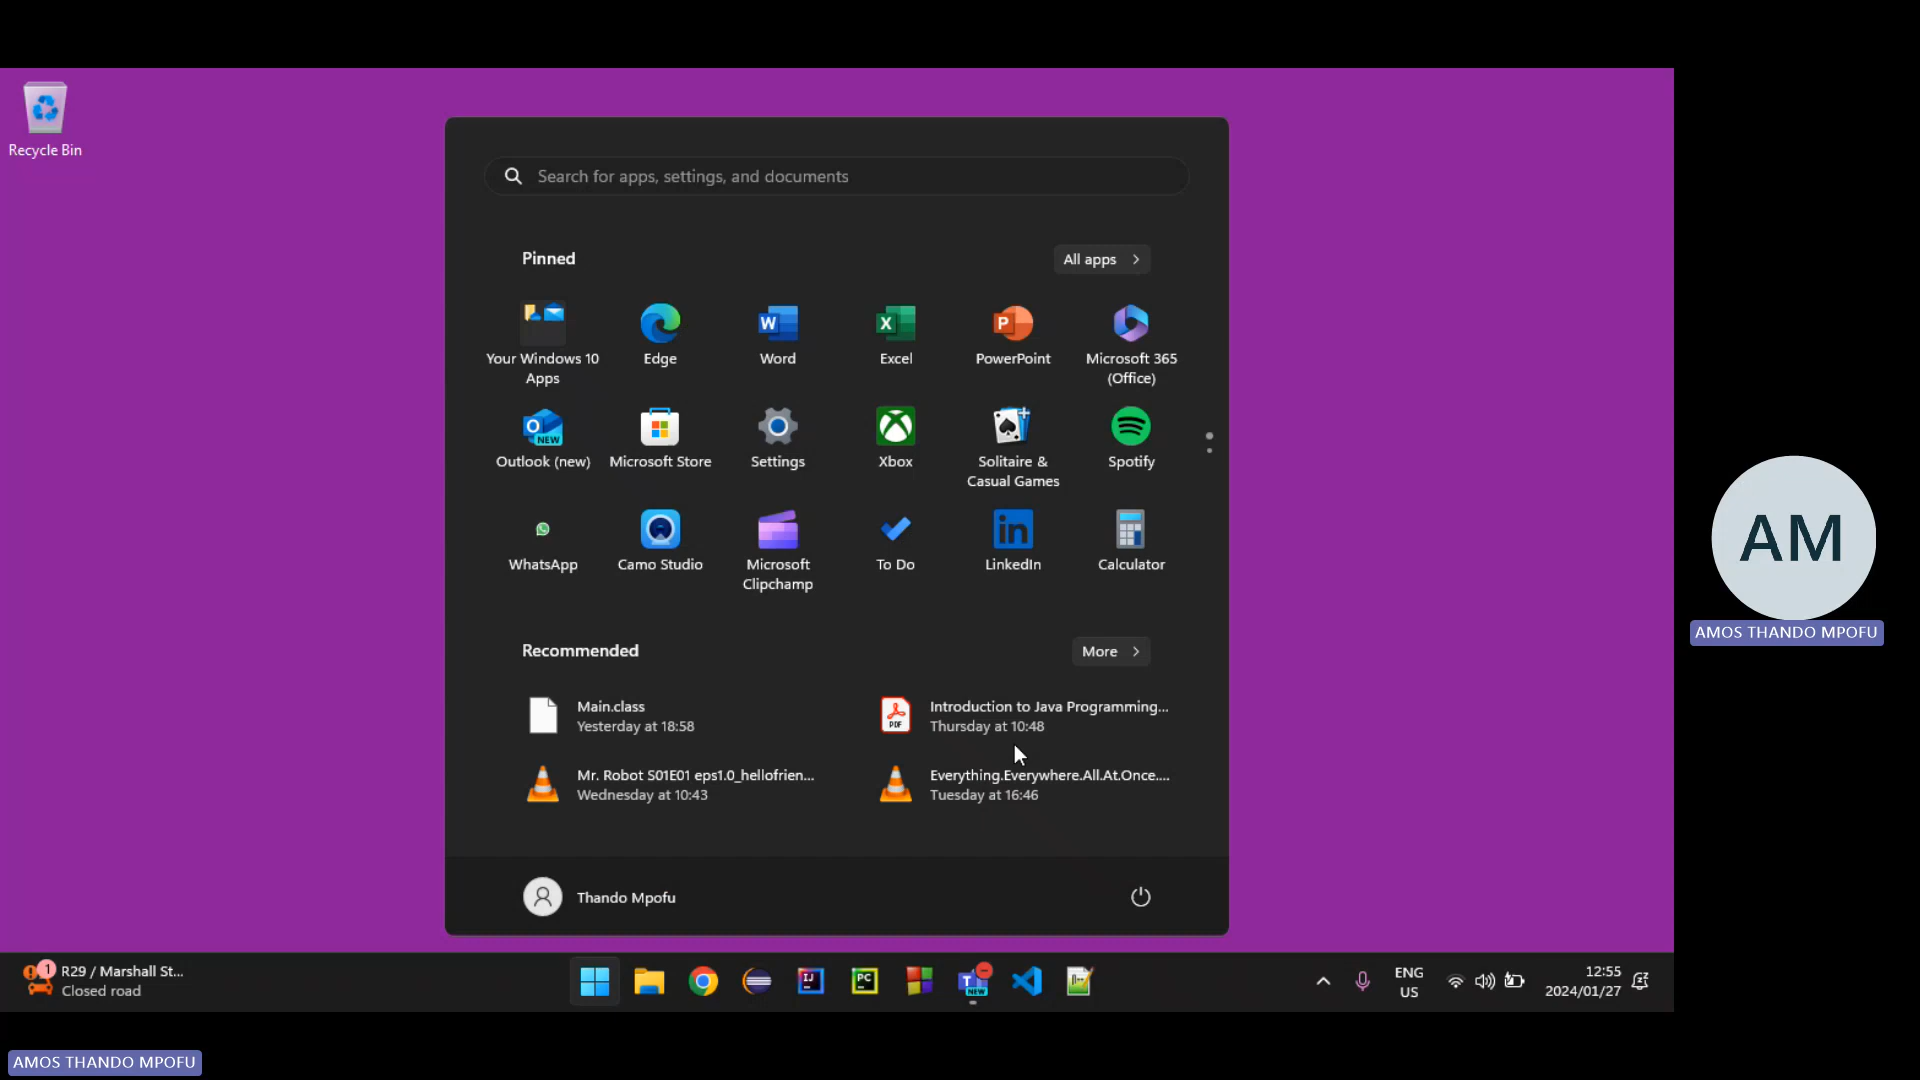 Recycle Bin
Search for apps, settings, and documents
Pinned
All apps
Your Windows 10
Apps
Edge
Word
Excel
PowerPoint
Microsoft 365
(Office)
Outlook (new)
Microsoft Store
Settings
Xbox
Solitaire &
Casual Games
Spotify
WhatsApp
Camo Studio
Microsoft
Clipchamp
To Do
LinkedIn
Calculator
Recommended
More
Main.class
Yesterday at 18:58
Introduction to Java Programming...
Thursday at 10:48
Mr. Robot S01E01 eps1.0_hellofrien...
Wednesday at 10:43
Everything.Everywhere.All.At.Once....
Tuesday at 16:46
Thando Mpofu
AM
AMOS THANDO MPOFU
1
R29 / Marshall St...
Closed road
ENG
US
12:55
2024/01/27
AMOS THANDO MPOFU